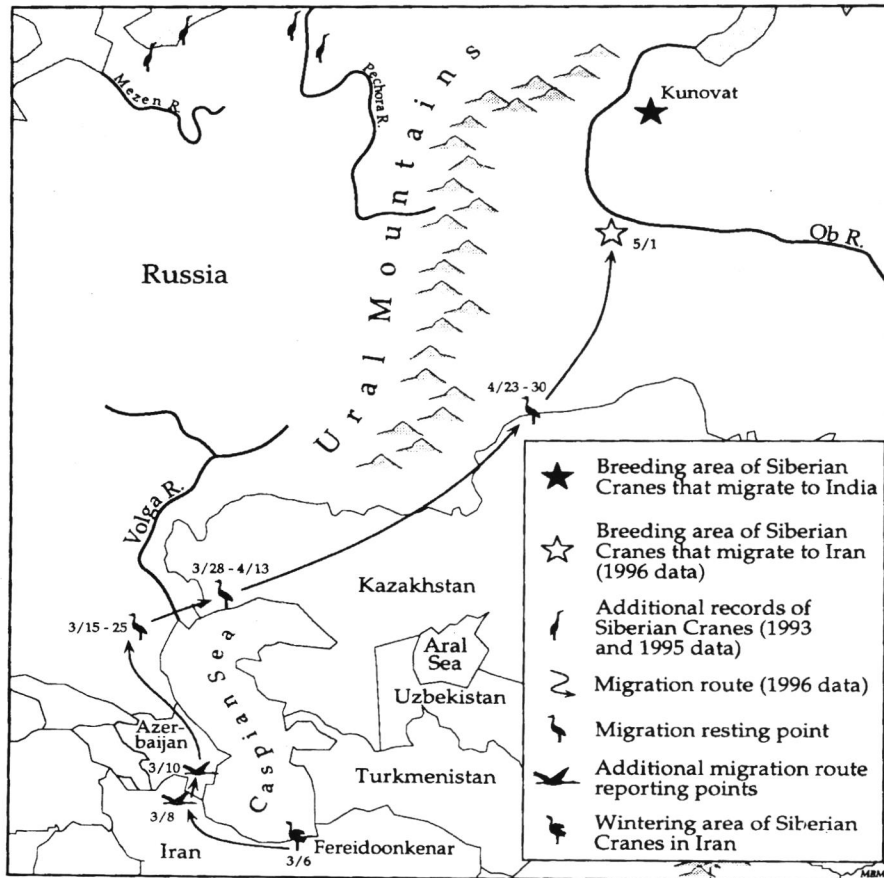 Mezen R.
Pechora R.
Ural Mountains
Kunovat
Ob R.
5/1
Russia
4/23 - 30
Volga R.
3/28 - 4/13
3/15 - 25
Kazakhstan
Aral
Sea
Uzbekistan
Caspian Sea
Azer-
baijan
3/10
Turkmenistan
3/8
Iran
3/6
Fereidoonkenar
Breeding area of Siberian
Cranes that migrate to India
Breeding area of Siberian
Cranes that migrate to Iran
(1996 data)
Additional records of
Siberian Cranes (1993
and 1995 data)
Migration route (1996 data)
Migration resting point
Additional migration route
reporting points
Wintering area of Siberian
Cranes in Iran
MBM